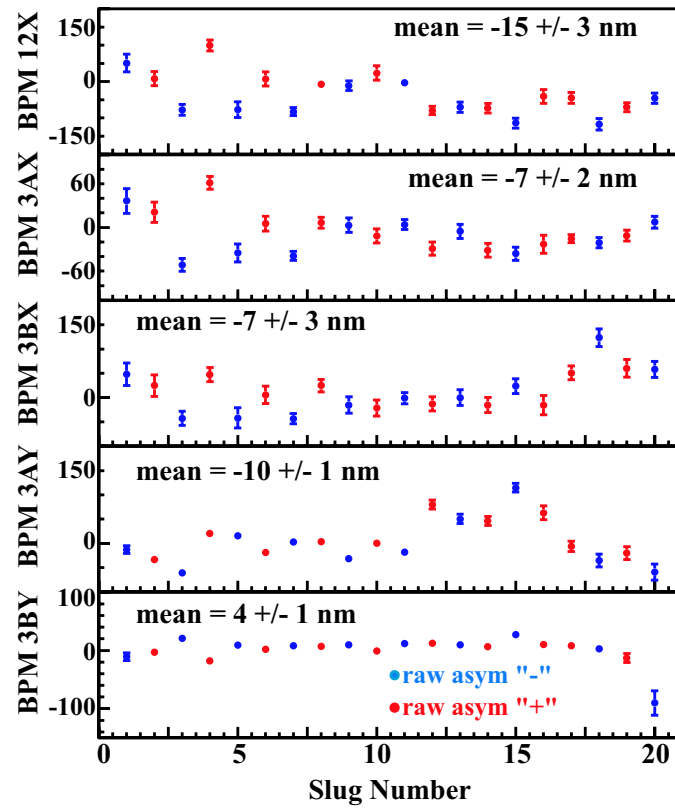 BPM 12X
150
0
-150
mean = -15 +/- 3 nm
BPM 3AX
60
0
-60
mean = -7 +/- 2 nm
BPM 3BX
150
0
mean = -7 +/- 3 nm
BPM 3AY
150
0
mean = -10 +/- 1 nm
BPM 3BY
100
0
-100
mean = 4 +/- 1 nm
raw asym "-"
raw asym "+"
0 5 10 15 20
Slug Number